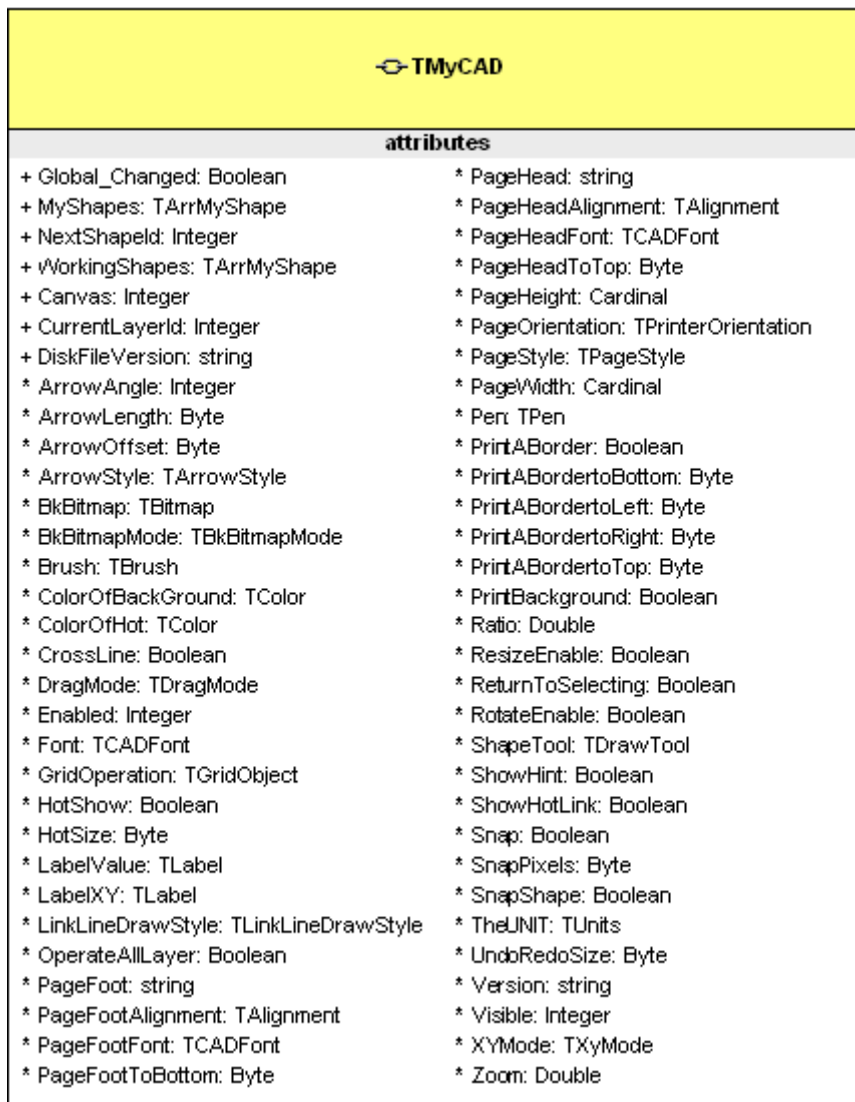 TMyCAD
attributes
+ Global_Changed: Boolean
+ MyShapes: TArrMyShape
+ NextShapeId: Integer
+ WorkingShapes: TArrMyShape
+ Canvas: Integer
+ CurrentLayerId: Integer
+ DiskFileVersion: string
* ArrowAngle: Integer
* ArrowLength: Byte
* ArrowOffset: Byte
* ArrowStyle: TArrowStyle
* BkBitmap: TBitmap
* BkBitmapMode: TBkBitmapMode
* Brush: TBrush
* ColorOfBackGround: TColor
* ColorOfHot: TColor
* CrossLine: Boolean
* DragMode: TDragMode
* Enabled: Integer
* Font: TCADFont
* GridOperation: TGridObject
* HotShow: Boolean
* HotSize: Byte
* LabelValue: TLabel
* LabelXY: TLabel
* LinkLineDrawStyle: TLinkLineDrawStyle
* OperateAllLayer: Boolean
* PageFoot: string
* PageFootAlignment: TAlignment
* PageFootFont: TCADFont
* PageFootToBottom: Byte
* PageHead: string
* PageHeadAlignment: TAlignment
* PageHeadFont: TCADFont
* PageHeadToTop: Byte
* PageHeight: Cardinal
* PageOrientation: TPrinterOrientation
* PageStyle: TPageStyle
* PageWidth: Cardinal
* Pen: TPen
* PrintABorder: Boolean
* PrintABordertoBottom: Byte
* PrintABordertoLeft: Byte
* PrintABordertoRight: Byte
* PrintABordertoTop: Byte
* PrintBackground: Boolean
* Ratio: Double
* ResizeEnable: Boolean
* ReturnToSelecting: Boolean
* RotateEnable: Boolean
* ShapeTool: TDrawTool
* ShowHint: Boolean
* ShowHotLink: Boolean
* Snap: Boolean
* SnapPixels: Byte
* SnapShape: Boolean
* TheUNIT: TUnits
* UndoRedoSize: Byte
* Version: string
* Visible: Integer
* XYMode: TXyMode
* Zoom: Double